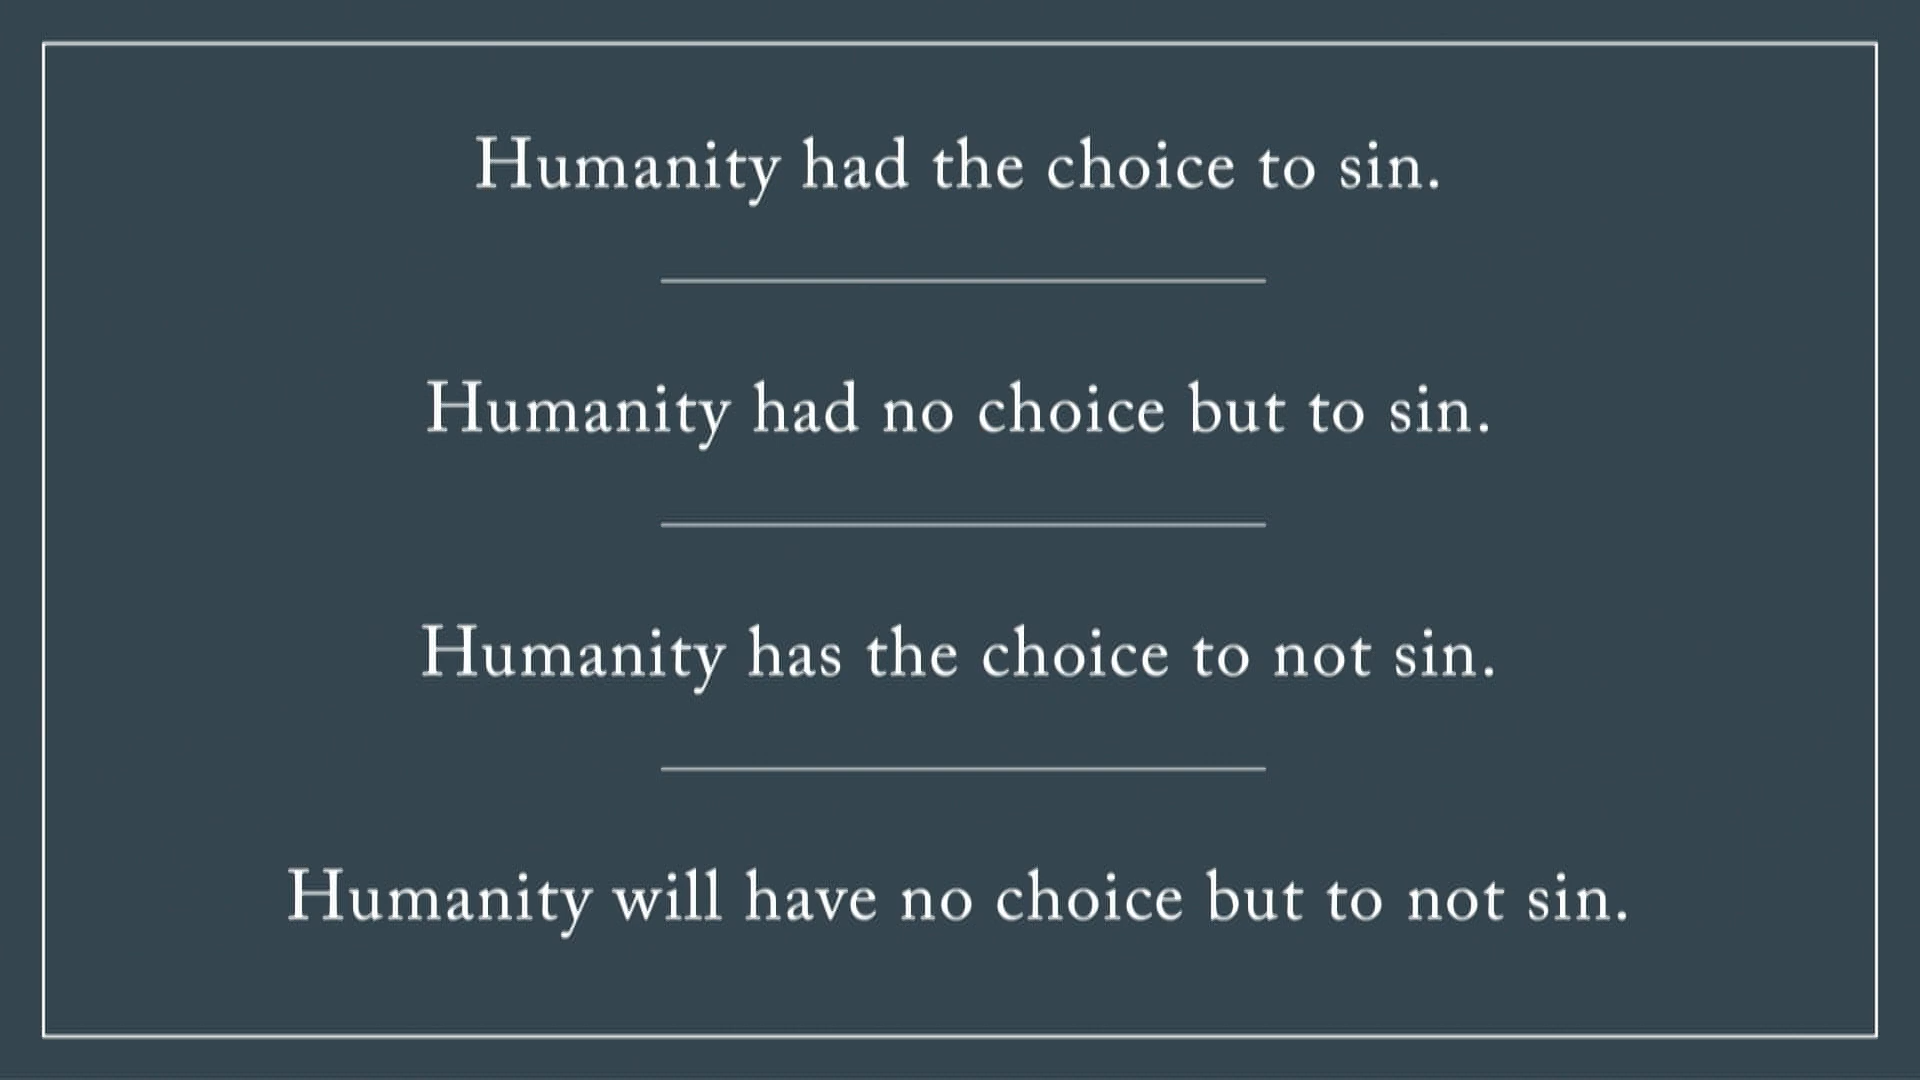 Humanity had the choice to sin.
Humanity had no choice but to sin.
Humanity has the choice to not sin.
Humanity will have no choice but to not sin.